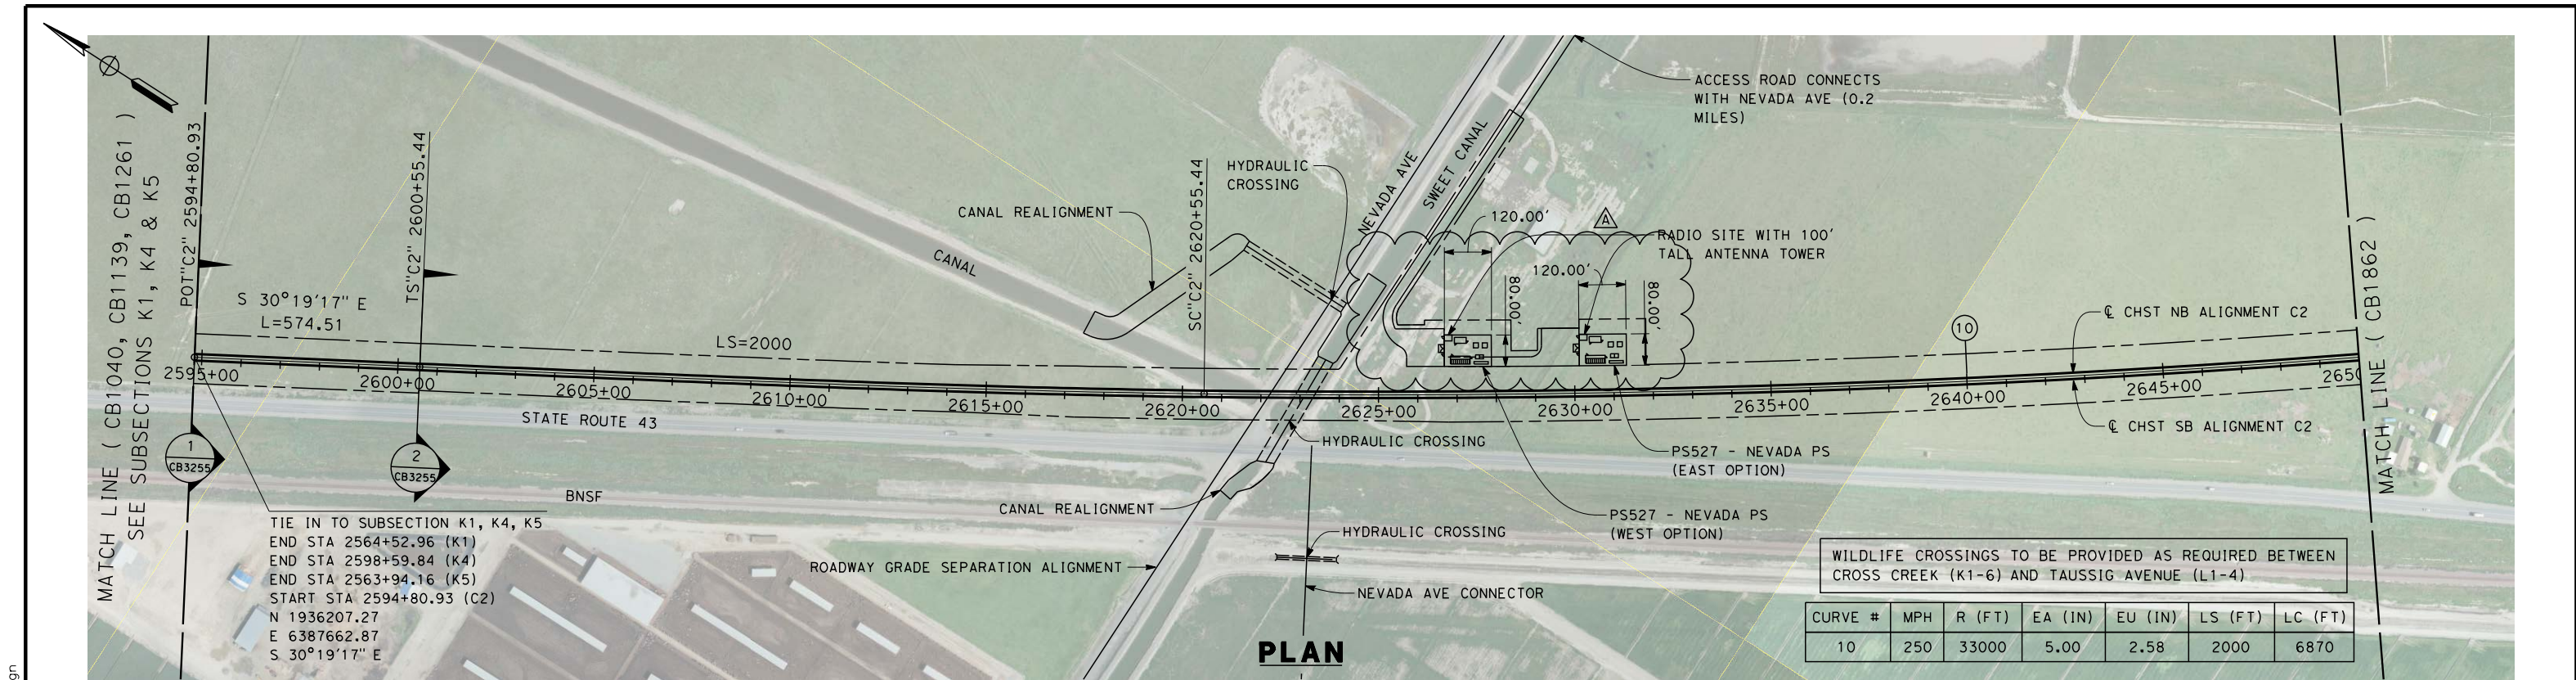 MATCH LINE ( CB1040, CB1139, CB1261 )
SEE SUBSECTIONS K1, K4 & K5
POT"C2" 2594+80.93
TS"C2" 2600+55.44
S 30°19'17" E
L=574.51
LS=2000
2595+00
2600+00
2605+00
2610+00
2615+00
2620+00
2625+00
2630+00
2635+00
2640+00
2645+00
STATE ROUTE 43
BNSF
1
CB3255
2
CB3255
TIE IN TO SUBSECTION K1, K4, K5
END STA 2564+52.96 (K1)
END STA 2598+59.84 (K4)
END STA 2563+94.16 (K5)
START STA 2594+80.93 (C2)
N 1936207.27
E 6387662.87
S 30°19'17" E
CANAL
CANAL REALIGNMENT
SC"C2" 2620+55.44
HYDRAULIC
CROSSING
NEVADA AVE
SWEET CANAL
ACCESS ROAD CONNECTS
WITH NEVADA AVE (0.2
MILES)
120.00'
A
RADIO SITE WITH 100'
TALL ANTENNA TOWER
120.00'
80.00'
80.00'
10
℄ CHST NB ALIGNMENT C2
℄ CHST SB ALIGNMENT C2
MATCH LINE ( CB1862 )
HYDRAULIC CROSSING
PS527 - NEVADA PS
(EAST OPTION)
PS527 - NEVADA PS
(WEST OPTION)
CANAL REALIGNMENT
HYDRAULIC CROSSING
ROADWAY GRADE SEPARATION ALIGNMENT
NEVADA AVE CONNECTOR
PLAN
WILDLIFE CROSSINGS TO BE PROVIDED AS REQUIRED BETWEEN
CROSS CREEK (K1-6) AND TAUSSIG AVENUE (L1-4)
CURVE # MPH R (FT) EA (IN) EU (IN) LS (FT) LC (FT)
10 250 33000 5.00 2.58 2000 6870